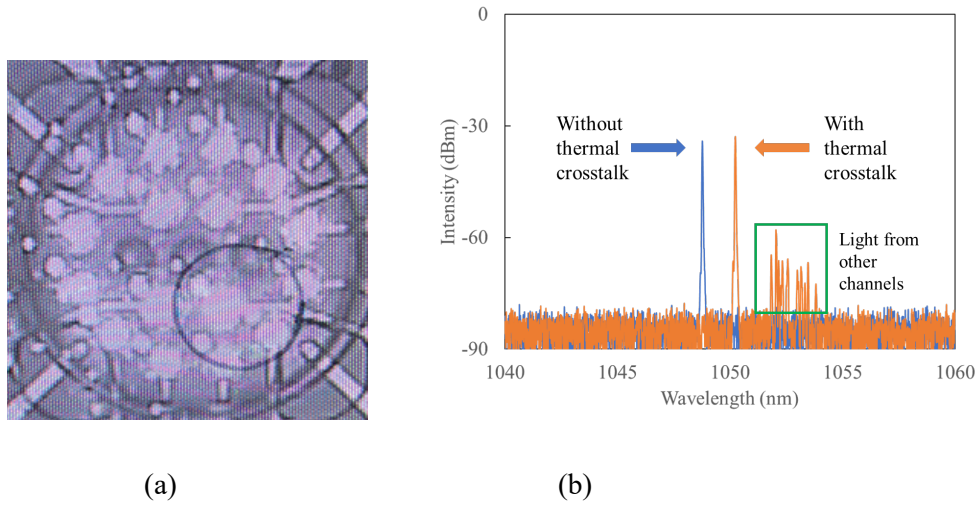 0
-30
-60
-90
Intensity (dBm)
Without
thermal
crosstalk
With
thermal
crosstalk
Light from
other
channels
1040
1045
1050
1055
1060
Wavelength (nm)
(a)
(b)